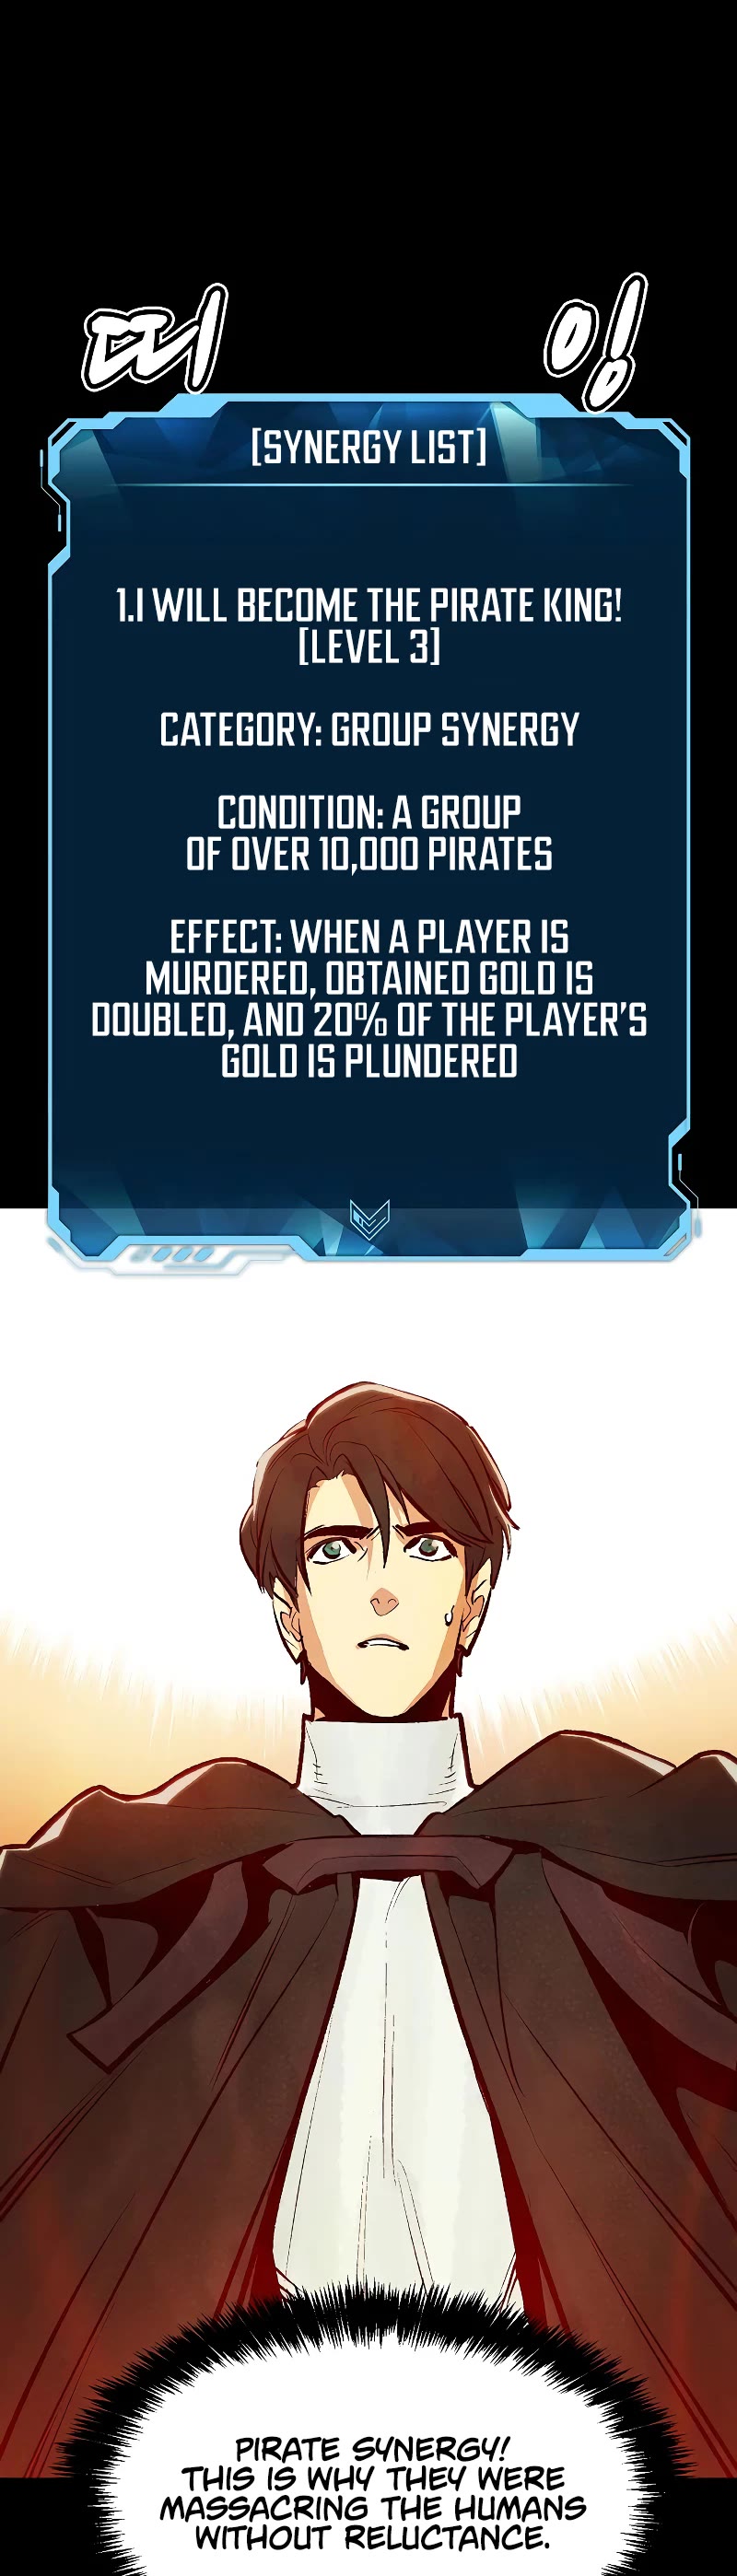 띠
잉
[SYNERGY LIST]
1.I WILL BECOME THE PIRATE KING!
[LEVEL 3]
CATEGORY: GROUP SYNERGY
CONDITION: A GROUP
OF OVER 10,000 PIRATES
EFFECT: WHEN A PLAYER IS
MURDERED, OBTAINED GOLD IS
DOUBLED, AND 20% OF THE PLAYER'S
GOLD IS PLUNDERED
PIRATE SYNERGY!
THIS IS WHY THEY WERE
MASSACRING THE HUMANS
WITHOUT RELUCTANCE.